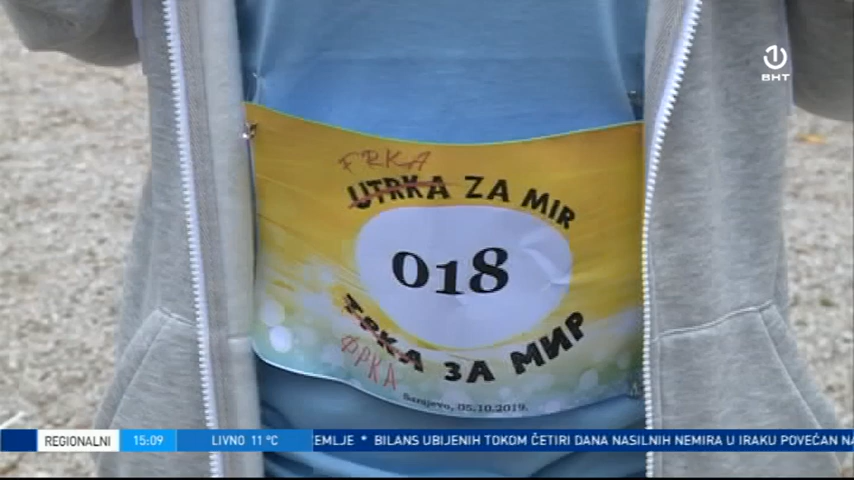 BHT
FRKA
UTRKA ZA MIR
018
ТРКА ЗА МИР
ФРКА
Sarajevo, 05.10.2019.
REGIONALNI 15:09 LIVNO 11 °C ZEMLJE * BILANS UBIJENIH TOKOM ČETIRI DANA NASILNIH NEMIRA U IRAKU POVEĆAN NA